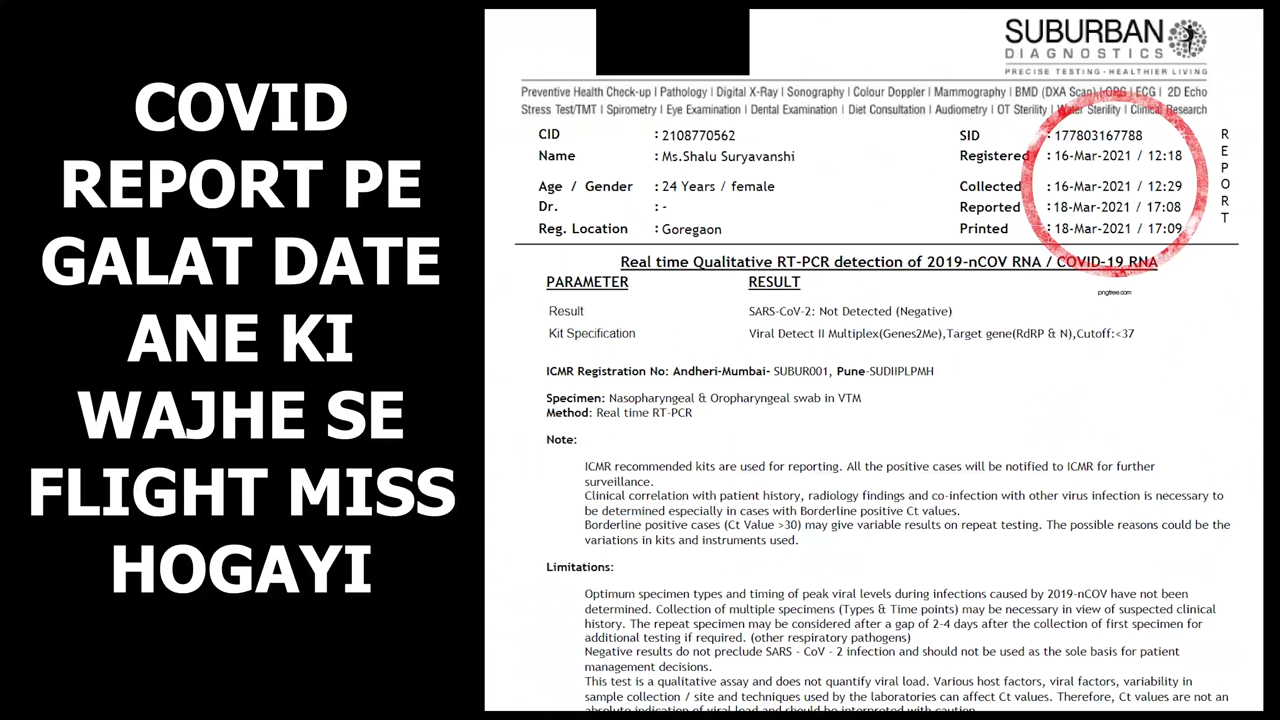 COVID
REPORT PE
GALAT DATE
ANE KI
WAJHE SE
FLIGHT MISS
HOGAYI
SUBURBAN
DIAGNOSTICS
PRECISE TESTING · HEALTHIER LIVING
Preventive Health Check-up | Pathology | Digital X-Ray | Sonography | Colour Doppler | Mammography | BMD (DXA Scan) | OPG | ECG | 2D Echo
Stress Test/TMT | Spirometry | Eye Examination | Dental Examination | Diet Consultation | Audiometry | OT Sterility | Water Sterility | Clinical Research
CID : 2108770562 SID : 177803167788
Name : Ms.Shalu Suryavanshi Registered : 16-Mar-2021 / 12:18
Age / Gender : 24 Years / female Collected : 16-Mar-2021 / 12:29
Dr. : - Reported : 18-Mar-2021 / 17:08
Reg. Location : Goregaon Printed : 18-Mar-2021 / 17:09
REPORT
Real time Qualitative RT-PCR detection of 2019-nCOV RNA / COVID-19 RNA
PARAMETER RESULT
pngtree.com
Result SARS-CoV-2: Not Detected (Negative)
Kit Specification Viral Detect II Multiplex(Genes2Me),Target gene(RdRP & N),Cutoff:<37
ICMR Registration No: Andheri-Mumbai- SUBUR001, Pune-SUDIIPLPMH
Specimen: Nasopharyngeal & Oropharyngeal swab in VTM
Method: Real time RT-PCR
Note:
ICMR recommended kits are used for reporting. All the positive cases will be notified to ICMR for further
surveillance.
Clinical correlation with patient history, radiology findings and co-infection with other virus infection is necessary to
be determined especially in cases with Borderline positive Ct values.
Borderline positive cases (Ct Value >30) may give variable results on repeat testing. The possible reasons could be the
variations in kits and instruments used.
Limitations:
Optimum specimen types and timing of peak viral levels during infections caused by 2019-nCOV have not been
determined. Collection of multiple specimens (Types & Time points) may be necessary in view of suspected clinical
history. The repeat specimen may be considered after a gap of 2-4 days after the collection of first specimen for
additional testing if required. (other respiratory pathogens)
Negative results do not preclude SARS - CoV - 2 infection and should not be used as the sole basis for patient
management decisions.
This test is a qualitative assay and does not quantify viral load. Various host factors, viral factors, variability in
sample collection / site and techniques used by the laboratories can affect Ct values. Therefore, Ct values are not an
absolute indication of viral load and should be interpreted with caution.